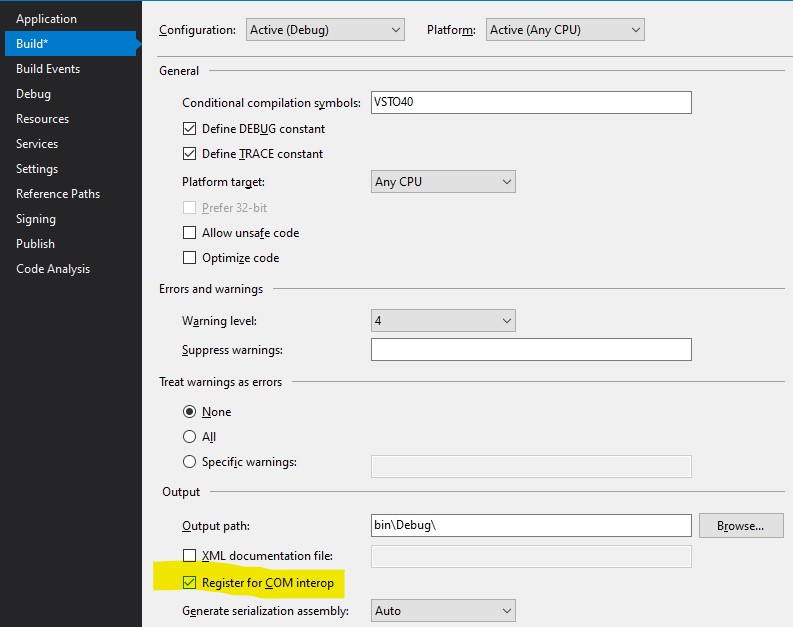 Application
Build*
Build Events
Debug
Resources
Services
Settings
Reference Paths
Signing
Publish
Code Analysis
Configuration: Active (Debug) Platform: Active (Any CPU)
General
Conditional compilation symbols: VSTO40
Define DEBUG constant
Define TRACE constant
Platform target: Any CPU
Prefer 32-bit
Allow unsafe code
Optimize code
Errors and warnings
Warning level: 4
Suppress warnings:
Treat warnings as errors
None
All
Specific warnings:
Output
Output path: bin\Debug\ Browse...
XML documentation file:
Register for COM interop
Generate serialization assembly: Auto